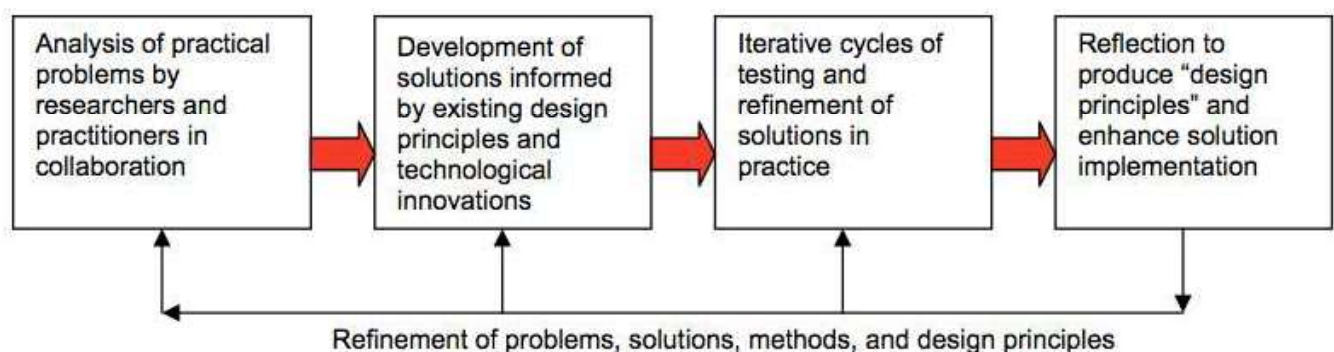 Analysis of practical
problems by
researchers and
practitioners in
collaboration
Development of
solutions informed
by existing design
principles and
technological
innovations
Iterative cycles of
testing and
refinement of
solutions in
practice
Reflection to
produce “design
principles" and
enhance solution
implementation
Refinement of problems, solutions, methods, and design principles